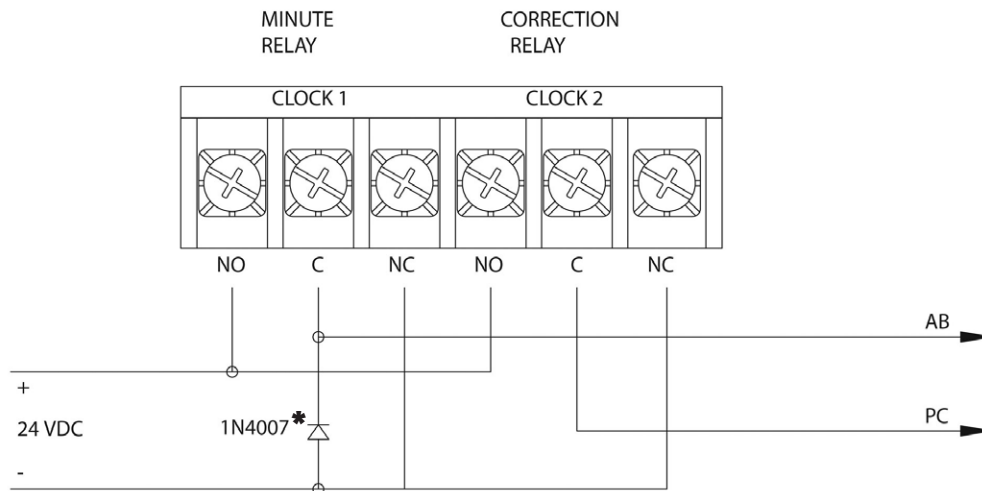 MINUTE
RELAY
CORRECTION
RELAY
CLOCK 1
CLOCK 2
NO C NC NO C NC
AB
+
24 VDC
1N4007*
PC
-